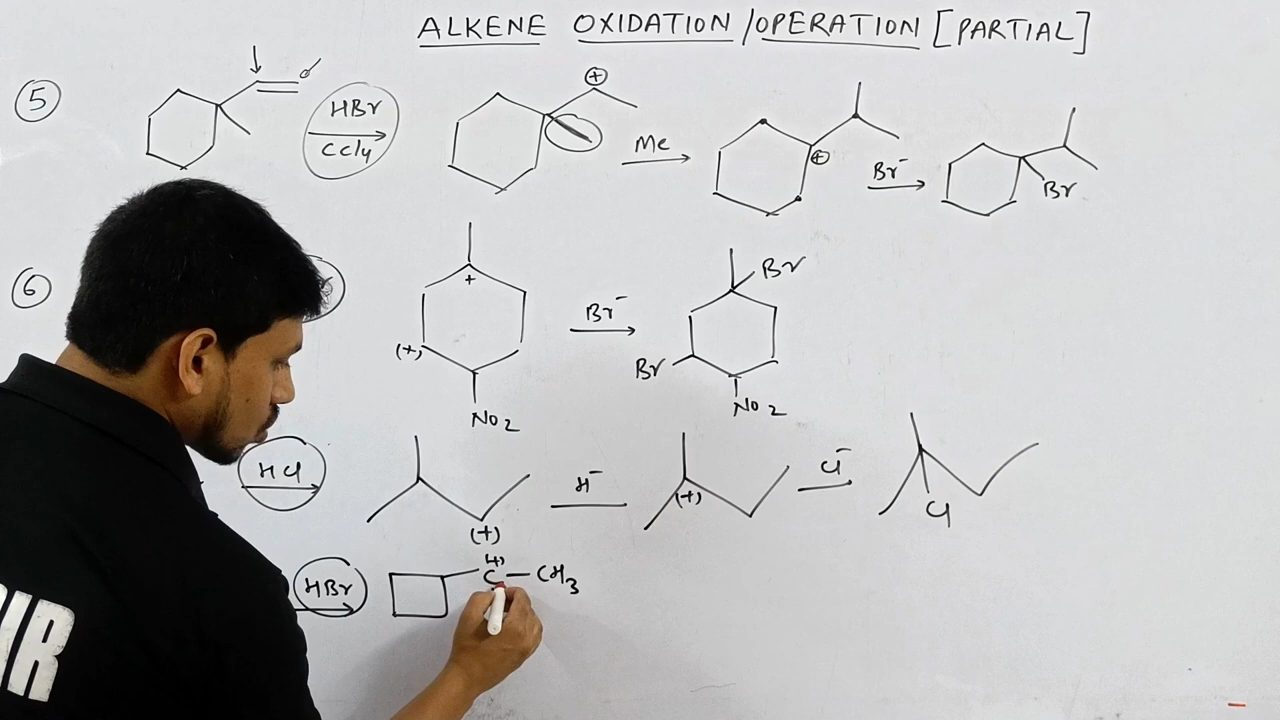 ALKENE OXIDATION/OPERATION [PARTIAL]
5
HBr
CCl4
+
Me
+
Br-
Br
6
+
(+)
NO2
Br-
Br
Br
NO2
HCl
(+)
H-
(+)
Cl-
Cl
HBr
(+)
C-CH3